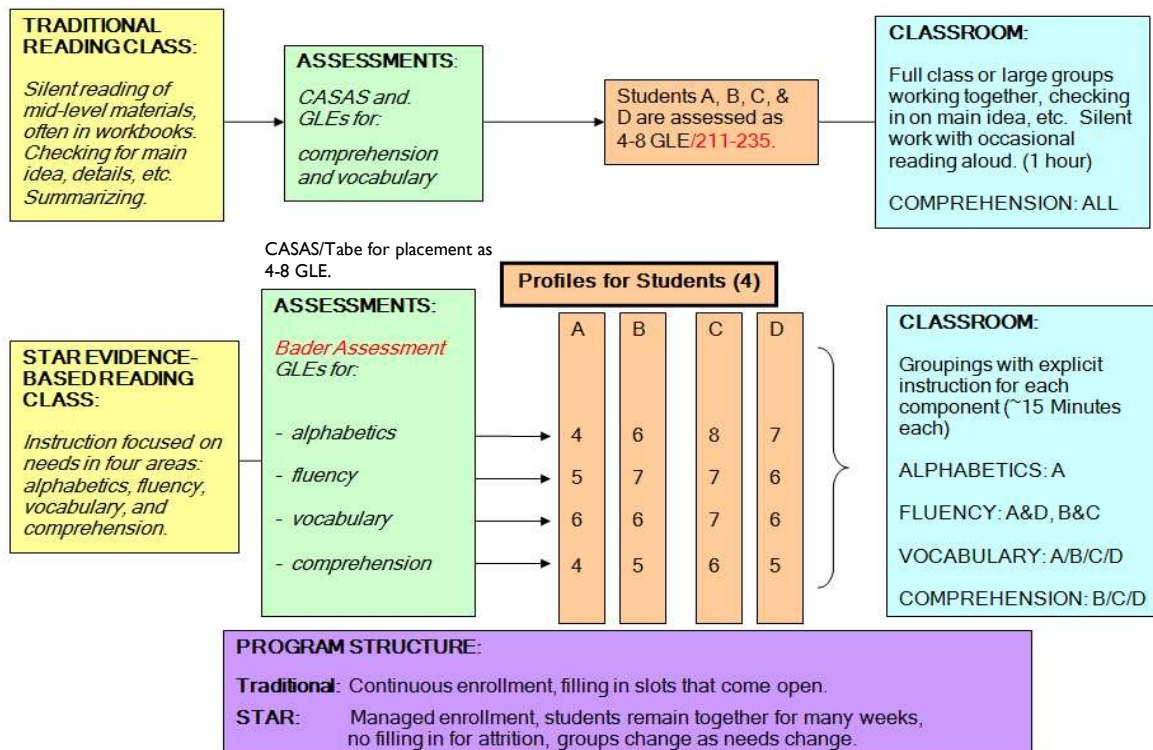 TRADITIONAL
READING CLASS:
Silent reading of
mid-level materials,
often in workbooks.
Checking for main
idea, details, etc.
Summarizing.
ASSESSMENTS:
CASAS and.
GLEs for:
comprehension
and vocabulary
Students A, B, C, &
D are assessed as
4-8 GLE/211-235.
CLASSROOM:
Full class or large groups
working together, checking
in on main idea, etc. Silent
work with occasional
reading aloud. (1 hour)
COMPREHENSION: ALL
STAR EVIDENCE-
BASED READING
CLASS:
Instruction focused on
needs in four areas:
alphabetics, fluency,
vocabulary, and
comprehension.
CASAS/Tabe for placement as
4-8 GLE.
ASSESSMENTS:
Bader Assessment
GLEs for:
- alphabetics
- fluency
- vocabulary
- comprehension
Profiles for Students (4)
A B C D
4 6 8 7
5 7 7 6
6 6 7 6
4 5 6 5
CLASSROOM:
Groupings with explicit
instruction for each
component (~15 Minutes
each)
ALPHABETICS: A
FLUENCY: A&D, B&C
VOCABULARY: A/B/C/D
COMPREHENSION: B/C/D
PROGRAM STRUCTURE:
Traditional: Continuous enrollment, filling in slots that come open.
STAR: Managed enrollment, students remain together for many weeks,
no filling in for attrition, groups change as needs change.